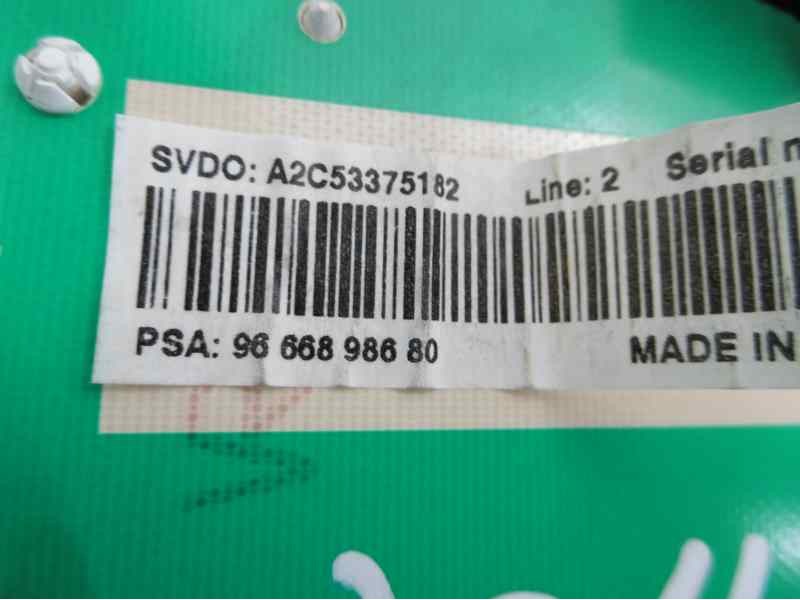 SVDO: A2C53375182 Line: 2 Serial
PSA: 96 668 986 80 MADE IN